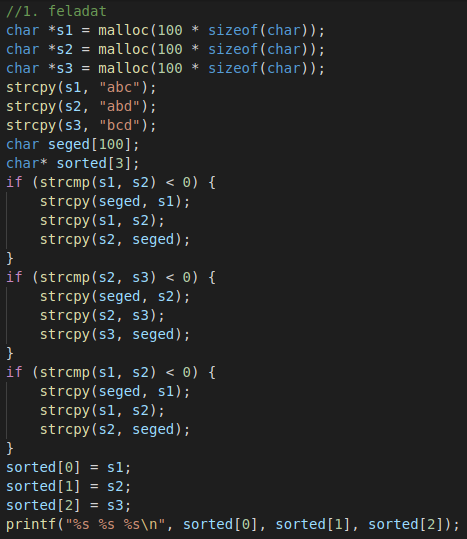 //1. feladat
char *s1 = malloc(100 * sizeof(char));
char *s2 = malloc(100 * sizeof(char));
char *s3 = malloc(100 * sizeof(char));
strcpy(s1, "abc");
strcpy(s2, "abd");
strcpy(s3, "bcd");
char seged[100];
char* sorted[3];
if (strcmp(s1, s2) < 0) {
    strcpy(seged, s1);
    strcpy(s1, s2);
    strcpy(s2, seged);
}
if (strcmp(s2, s3) < 0) {
    strcpy(seged, s2);
    strcpy(s2, s3);
    strcpy(s3, seged);
}
if (strcmp(s1, s2) < 0) {
    strcpy(seged, s1);
    strcpy(s1, s2);
    strcpy(s2, seged);
}
sorted[0] = s1;
sorted[1] = s2;
sorted[2] = s3;
printf("%s %s %s\n", sorted[0], sorted[1], sorted[2]);